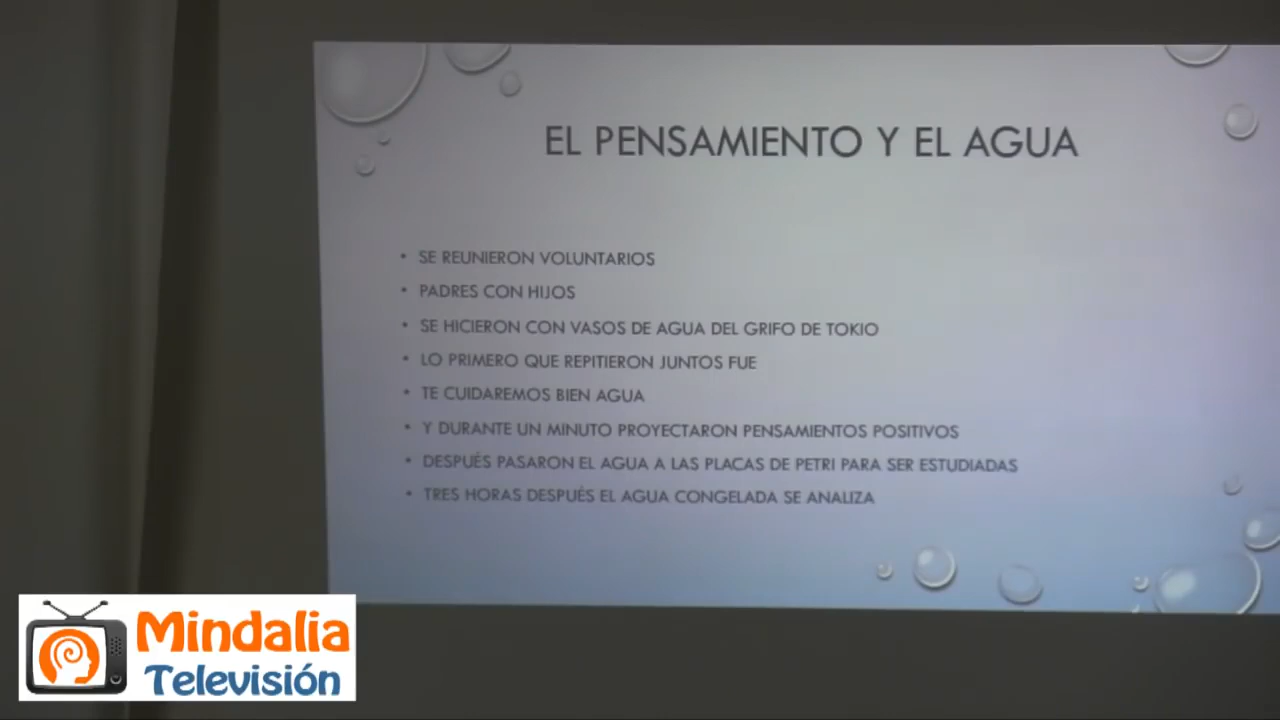 EL PENSAMIENTO Y EL AGUA
• SE REUNIERON VOLUNTARIOS
• PADRES CON HIJOS
• SE HICIERON CON VASOS DE AGUA DEL GRIFO DE TOKIO
• LO PRIMERO QUE REPITIERON JUNTOS FUE
• TE CUIDAREMOS BIEN AGUA
• Y DURANTE UN MINUTO PROYECTARON PENSAMIENTOS POSITIVOS
• DESPUÉS PASARON EL AGUA A LAS PLACAS DE PETRI PARA SER ESTUDIADAS
• TRES HORAS DESPUÉS EL AGUA CONGELADA SE ANALIZA
Mindalia
Televisión